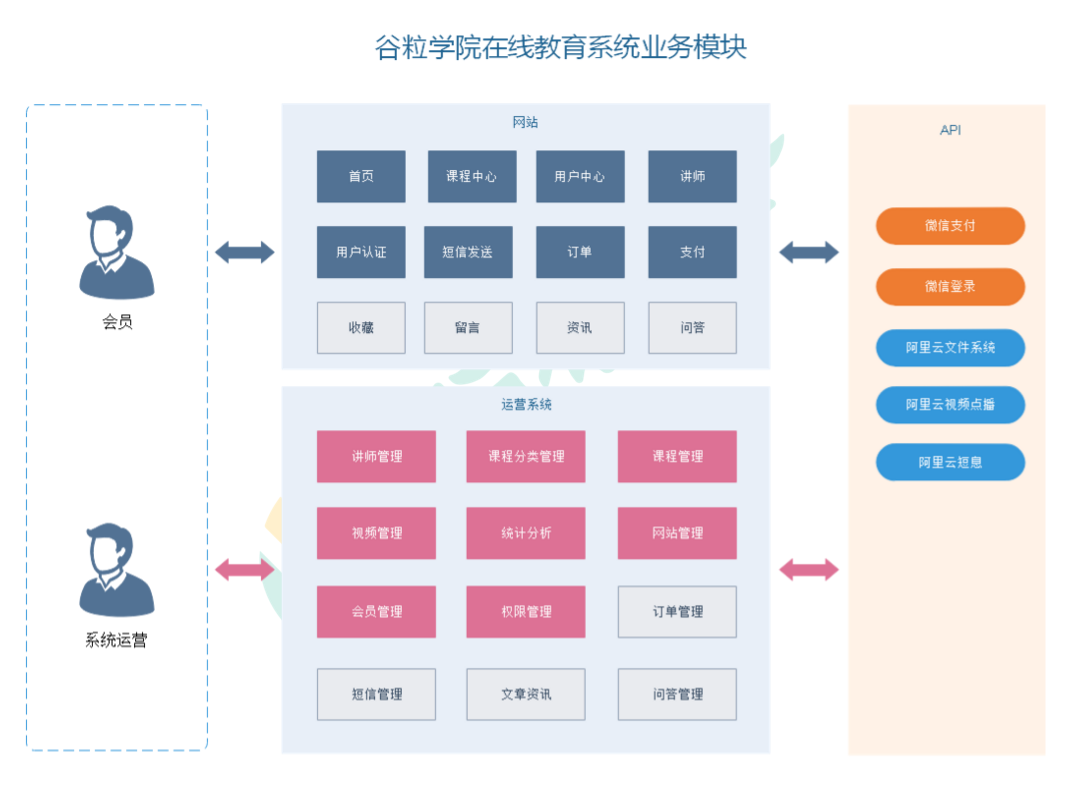 谷粒学院在线教育系统业务模块
会员
系统运营
网站
首页
课程中心
用户中心
讲师
用户认证
短信发送
订单
支付
收藏
留言
资讯
问答
运营系统
讲师管理
课程分类管理
课程管理
视频管理
统计分析
网站管理
会员管理
权限管理
订单管理
短信管理
文章资讯
问答管理
API
微信支付
微信登录
阿里云文件系统
阿里云视频点播
阿里云短息